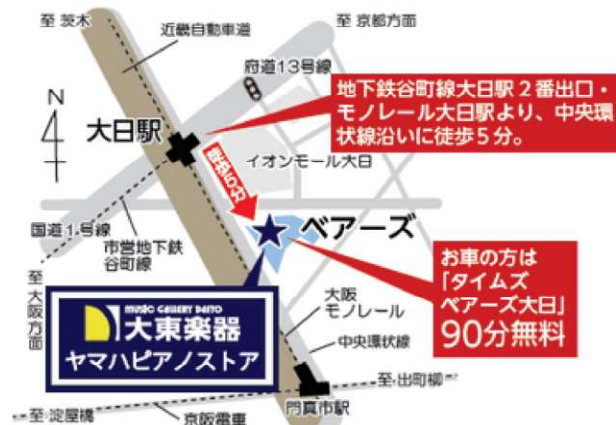 至 茨木
近畿自動車道
至 京都方面
府道13号線
N
大日駅
地下鉄谷町線大日駅2番出口・
モノレール大日駅より、中央環
状線沿いに徒歩5分。
徒歩5分
イオンモール大日
ベアーズ
国道1号線
市営地下鉄
谷町線
至 大阪方面
お車の方は
「タイムズ
ベアーズ大日」
90分無料
MUSIC GALLERY DAITO
大東楽器
ヤマハピアノストア
大阪
モノレール
中央環状線
至 出町柳
門真市駅
至 淀屋橋
京阪電車